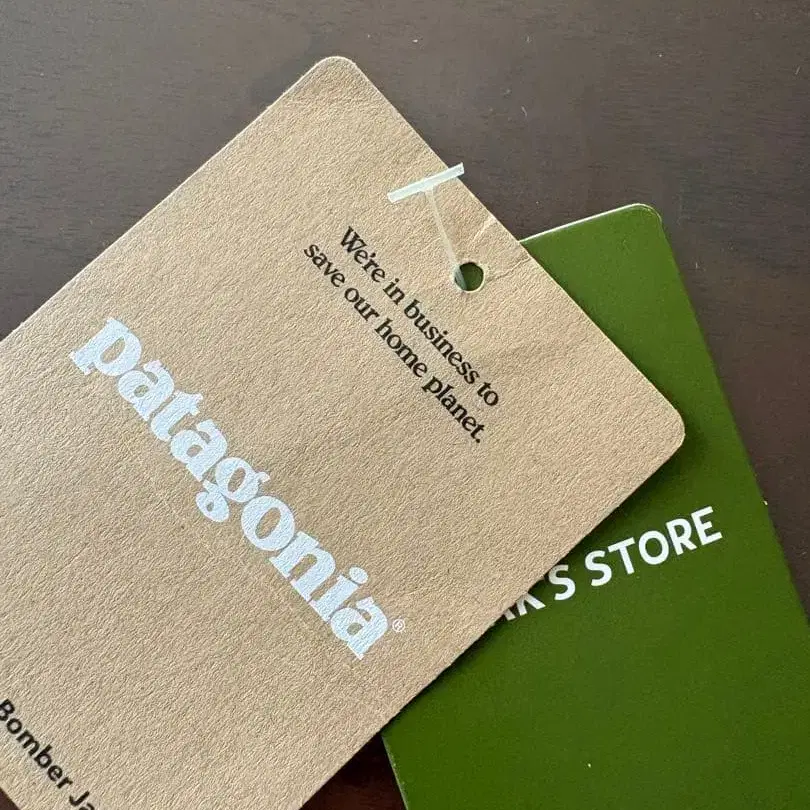 We're in business to
save our home planet.
patagonia®
Bomber
STORE